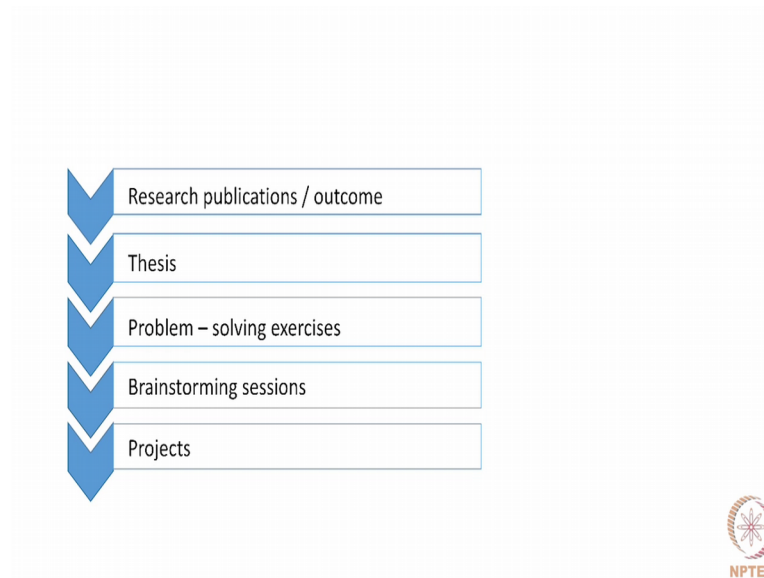 Research publications / outcome
Thesis
Problem – solving exercises
Brainstorming sessions
Projects
NPTE